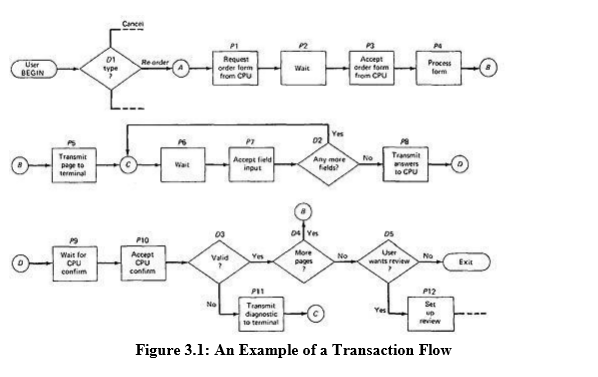 Cancel
User
BEGIN
D1
type
?
Re-order
A
P1
Request
order form
from CPU
P2
Wait
P3
Accept
order form
from CPU
P4
Process
form
B
B
P5
Transmit
page to
terminal
C
P6
Wait
P7
Accept field
input
D2
Yes
Any more
fields?
No
P8
Transmit
answers
to CPU
D
D
P9
Wait for
CPU
confirm
P10
Accept
CPU
confirm
D3
Valid
?
Yes
No
P11
Transmit
diagnostic
to terminal
C
B
D4
Yes
More
pages
?
No
D5
User
wants review
?
No
Exit
Yes
P12
Set
up
review
Figure 3.1: An Example of a Transaction Flow